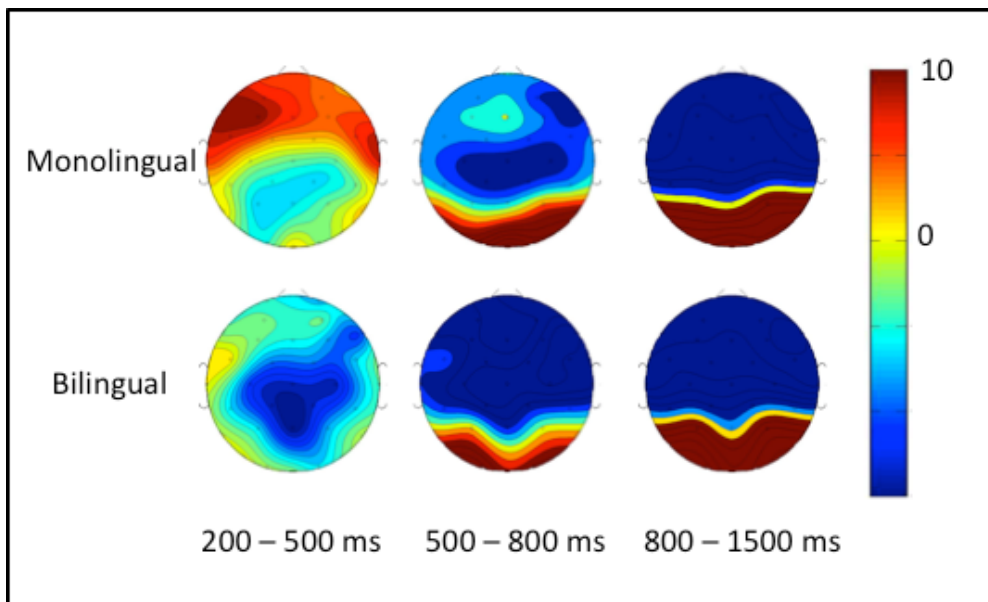 10
Monolingual
0
Bilingual
200 – 500 ms
500 – 800 ms
800 – 1500 ms